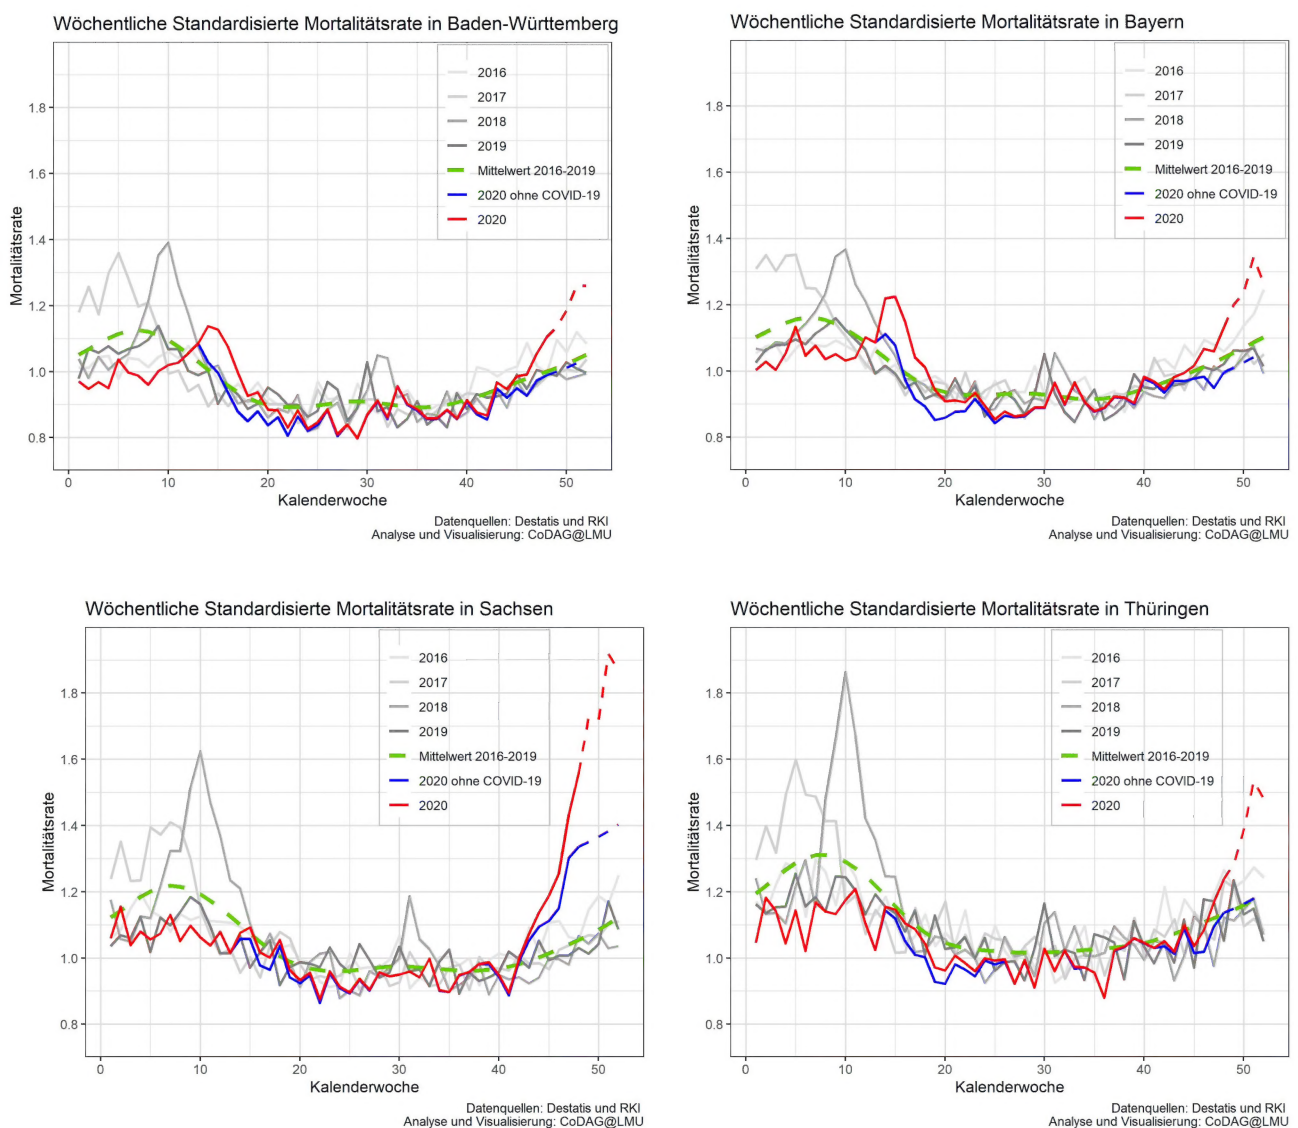 Wöchentliche Standardisierte Mortalitätsrate in Baden-Württemberg
2016
2017
2018
2019
Mittelwert 2016-2019
2020 ohne COVID-19
2020
1.8
1.6
1.4
1.2
1.0
0.8
Mortalitätsrate
0
10
20
30
40
50
Kalenderwoche
Datenquellen: Destatis und RKI
Analyse und Visualisierung: CoDAG@LMU
Wöchentliche Standardisierte Mortalitätsrate in Bayern
2016
2017
2018
2019
Mittelwert 2016-2019
2020 ohne COVID-19
2020
1.8
1.6
1.4
1.2
1.0
0.8
Mortalitätsrate
0
10
20
30
40
50
Kalenderwoche
Datenquellen: Destatis und RKI
Analyse und Visualisierung: CoDAG@LMU
Wöchentliche Standardisierte Mortalitätsrate in Sachsen
2016
2017
2018
2019
Mittelwert 2016-2019
2020 ohne COVID-19
2020
1.8
1.6
1.4
1.2
1.0
0.8
Mortalitätsrate
0
10
20
30
40
50
Kalenderwoche
Datenquellen: Destatis und RKI
Analyse und Visualisierung: CoDAG@LMU
Wöchentliche Standardisierte Mortalitätsrate in Thüringen
2016
2017
2018
2019
Mittelwert 2016-2019
2020 ohne COVID-19
2020
1.8
1.6
1.4
1.2
1.0
0.8
Mortalitätsrate
0
10
20
30
40
50
Kalenderwoche
Datenquellen: Destatis und RKI
Analyse und Visualisierung: CoDAG@LMU